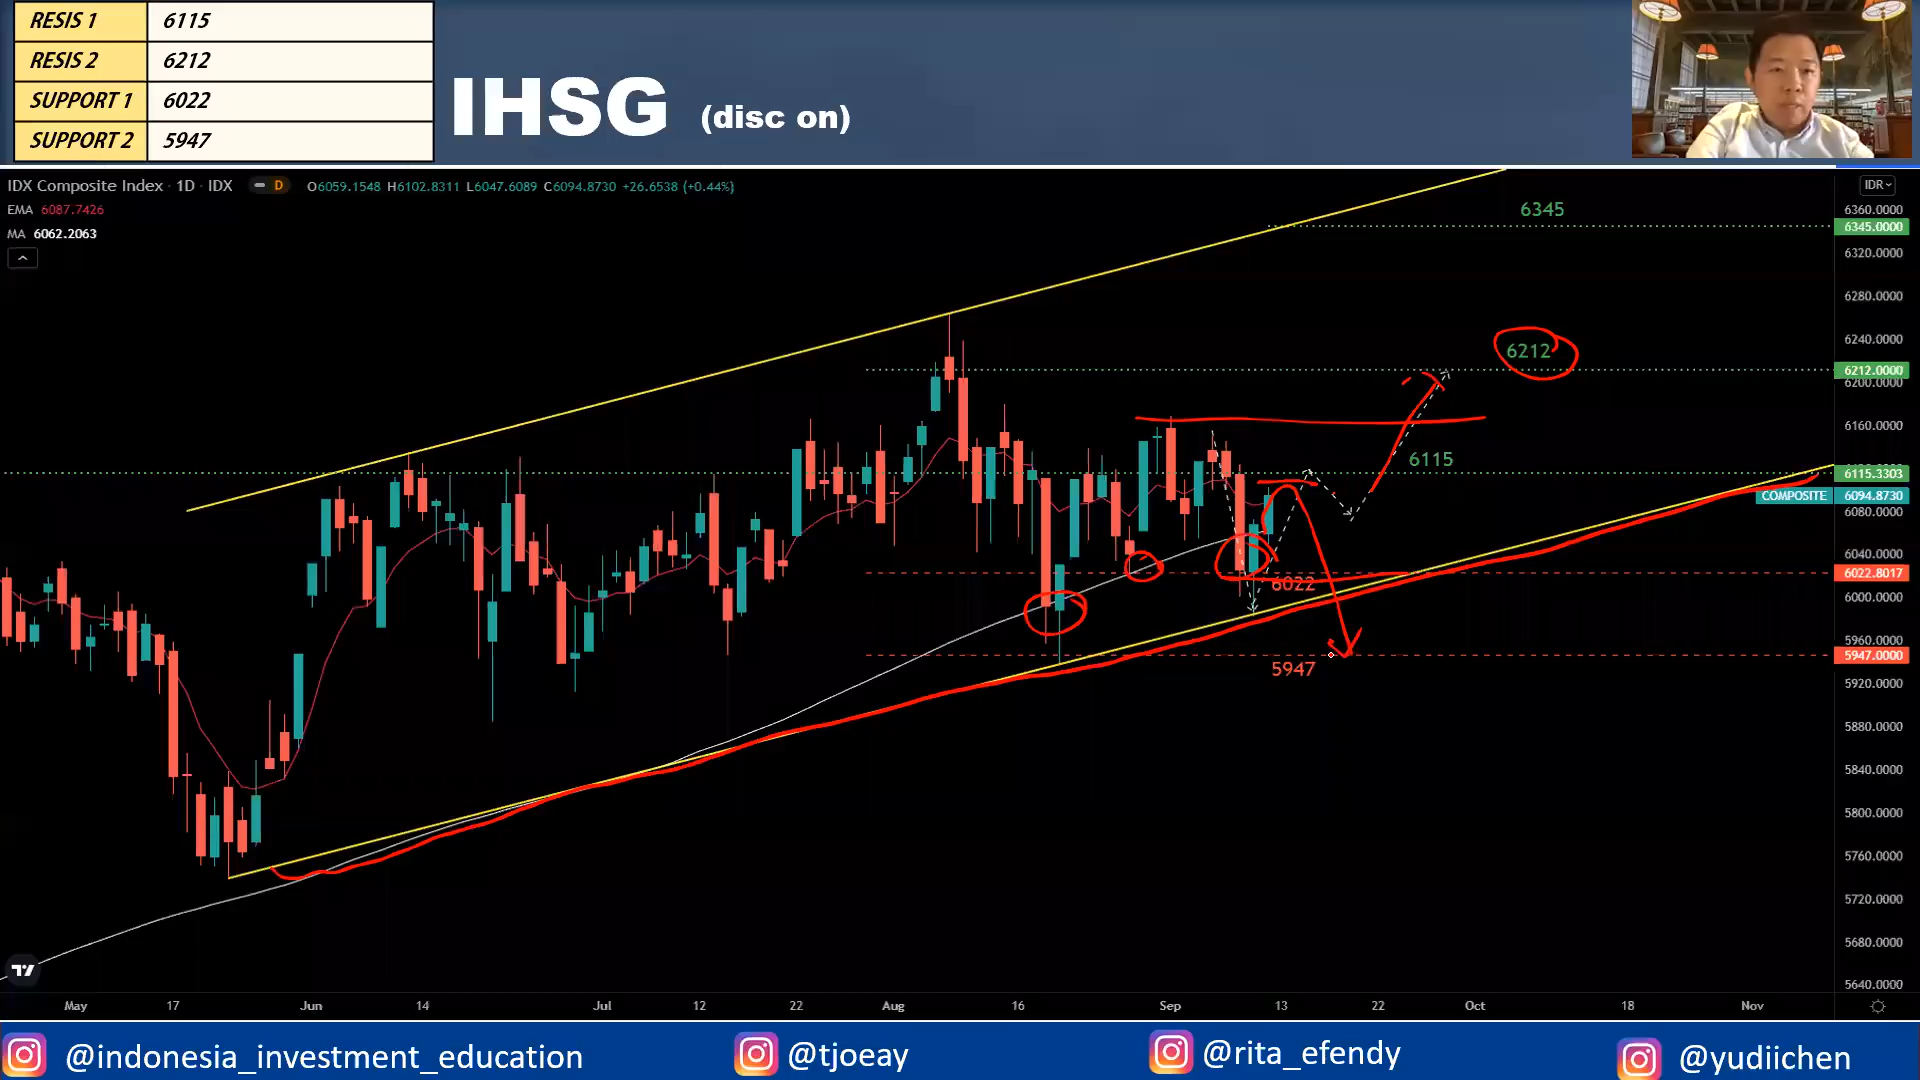 RESIS 1 6115
RESIS 2 6212
SUPPORT 1 6022
SUPPORT 2 5947
IHSG (disc on)
IDX Composite Index · 1D · IDX D O6059.1548 H6102.8311 L6047.6089 C6094.8730 +26.6538 (+0.44%)
EMA 6087.7426
MA 6062.2063
IDR
6360.0000
6345
6345.0000
6320.0000
6280.0000
6240.0000
6212
6212.0000
6200.0000
6160.0000
6115
6115.3303
COMPOSITE 6094.8730
6080.0000
6040.0000
6022
6022.8017
6000.0000
5960.0000
5947
5947.0000
5920.0000
5880.0000
5840.0000
5800.0000
5760.0000
5720.0000
5680.0000
5640.0000
May 17 Jun 14 Jul 12 22 Aug 16 Sep 13 22 Oct 18 Nov
@indonesia_investment_education @tjoeay @rita_efendy @yudiichen